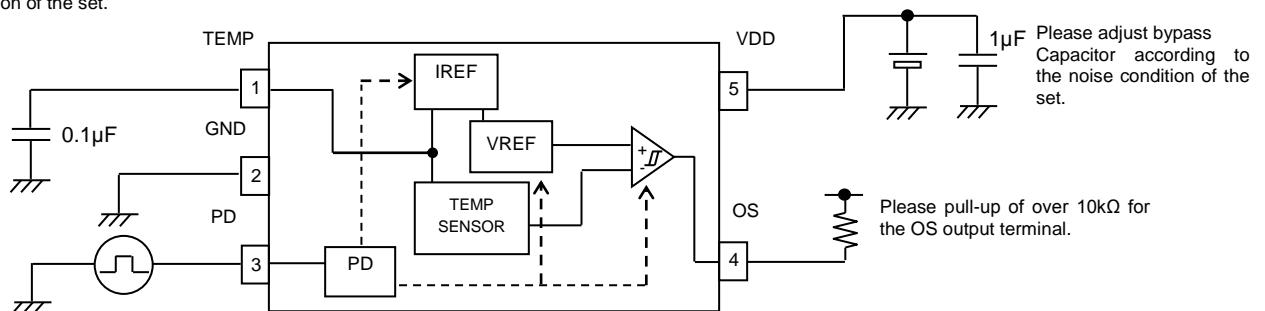 ion of the set.
TEMP
VDD
1µF
Please adjust bypass
Capacitor according to
the noise condition of the
set.
IREF
1
5
0.1µF
GND
VREF
+
-
2
TEMP
SENSOR
PD
OS
Please pull-up of over 10kΩ for
the OS output terminal.
3
PD
4